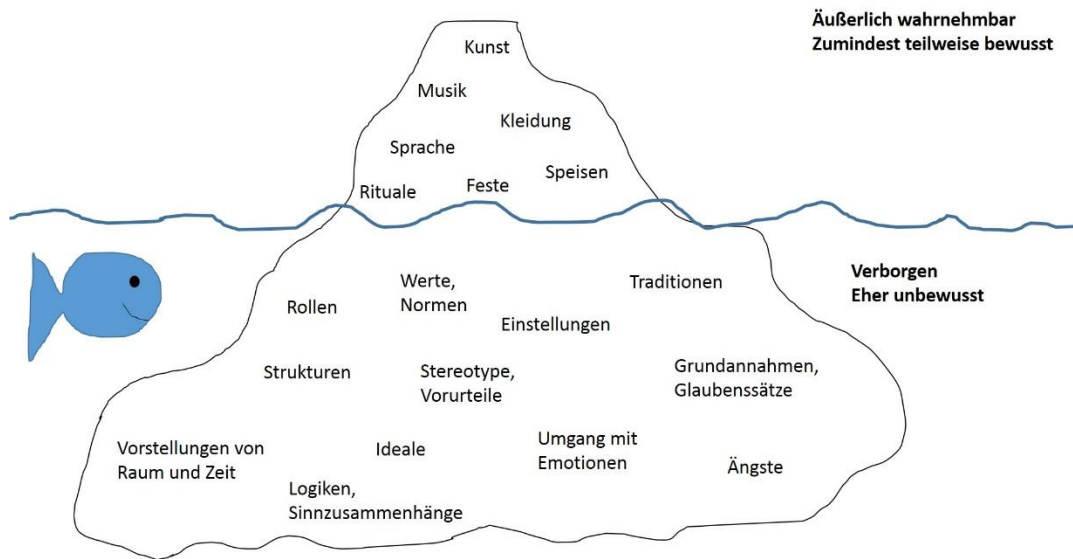 Äußerlich wahrnehmbar
Zumindest teilweise bewusst
Kunst
Musik
Kleidung
Sprache
Speisen
Rituale
Feste
Verborgen
Eher unbewusst
Werte,
Normen
Traditionen
Rollen
Einstellungen
Strukturen
Stereotype,
Vorurteile
Grundannahmen,
Glaubenssätze
Vorstellungen von
Raum und Zeit
Ideale
Umgang mit
Emotionen
Ängste
Logiken,
Sinnzusammenhänge